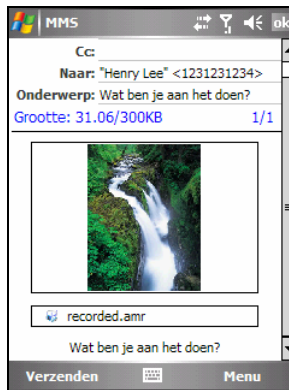 MMS ok
Cc:
Naar: "Henry Lee" <1231231234>
Onderwerp: Wat ben je aan het doen?
Grootte: 31.06/300KB 1/1
recorded.amr
Wat ben je aan het doen?
Verzenden Menu